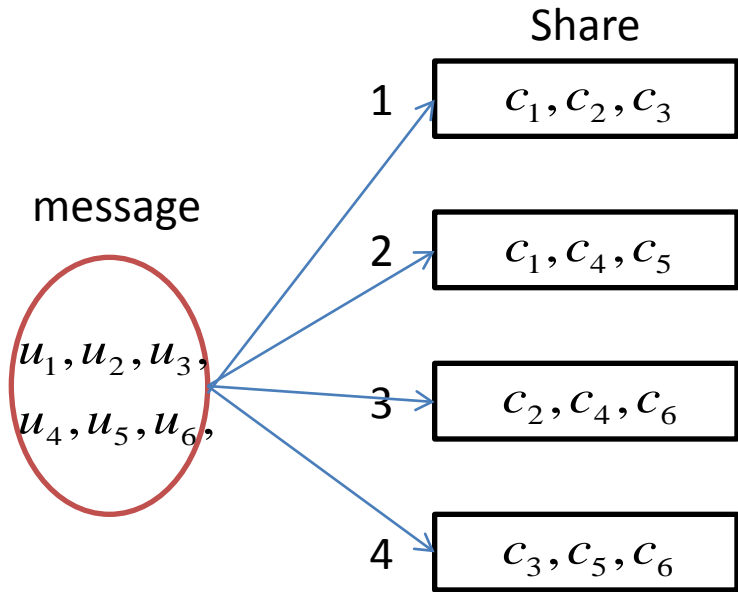 Share
1 c₁, c₂, c₃
message
2 c₁, c₄, c₅
u₁, u₂, u₃,
u₄, u₅, u₆,
3 c₂, c₄, c₆
4 c₃, c₅, c₆